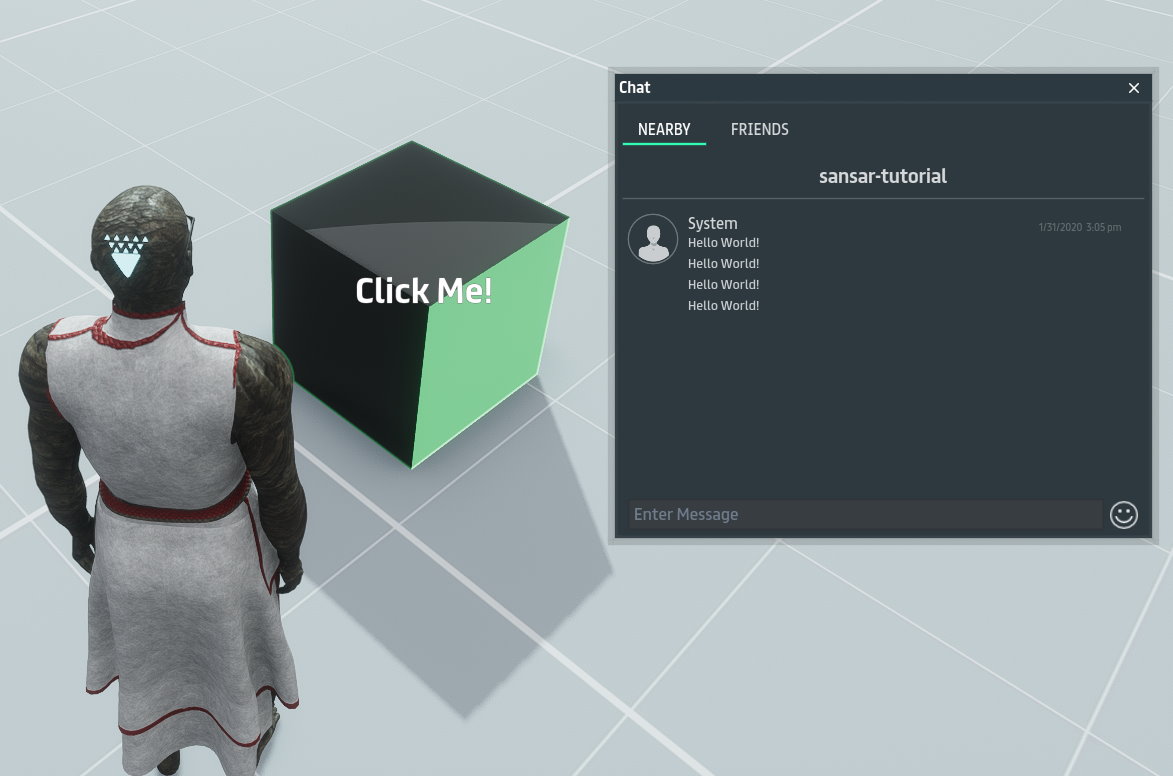 Click Me!
Chat
NEARBY
FRIENDS
sansar-tutorial
System
1/31/2020 3:05 pm
Hello World!
Hello World!
Hello World!
Hello World!
Enter Message